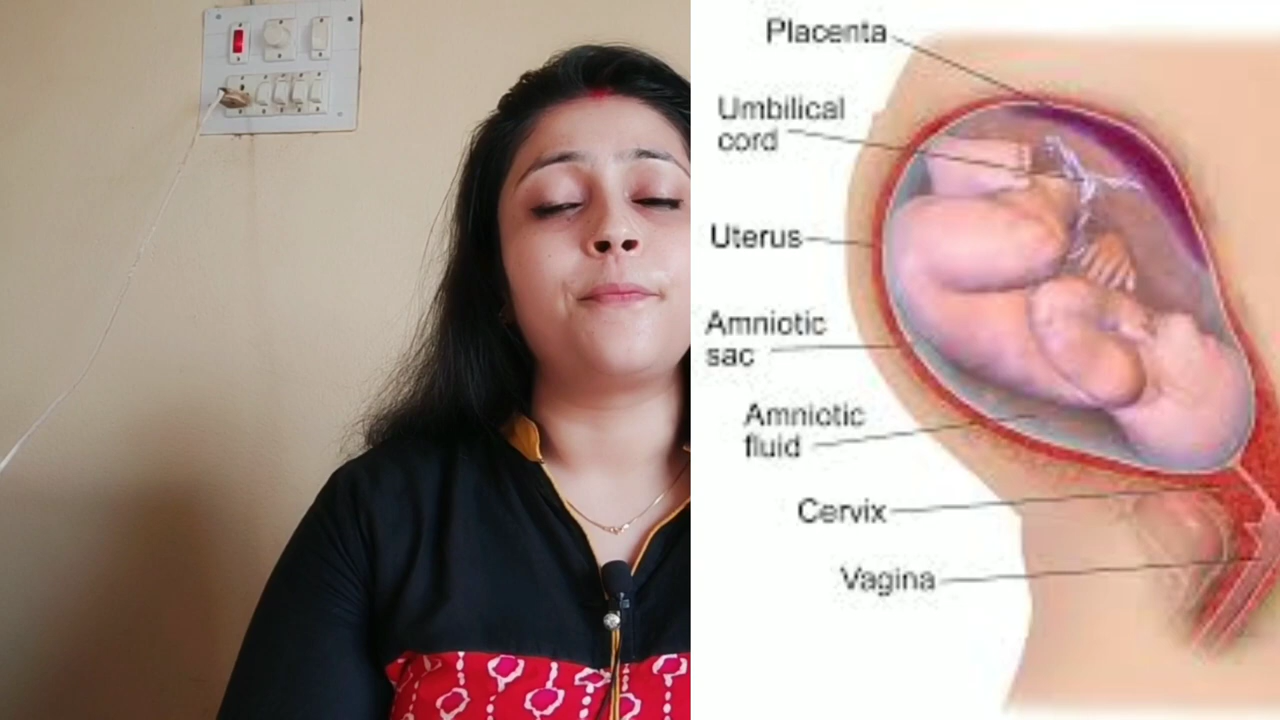 Placenta
Umbilical
cord
Uterus
Amniotic
sac
Amniotic
fluid
Cervix
Vagina